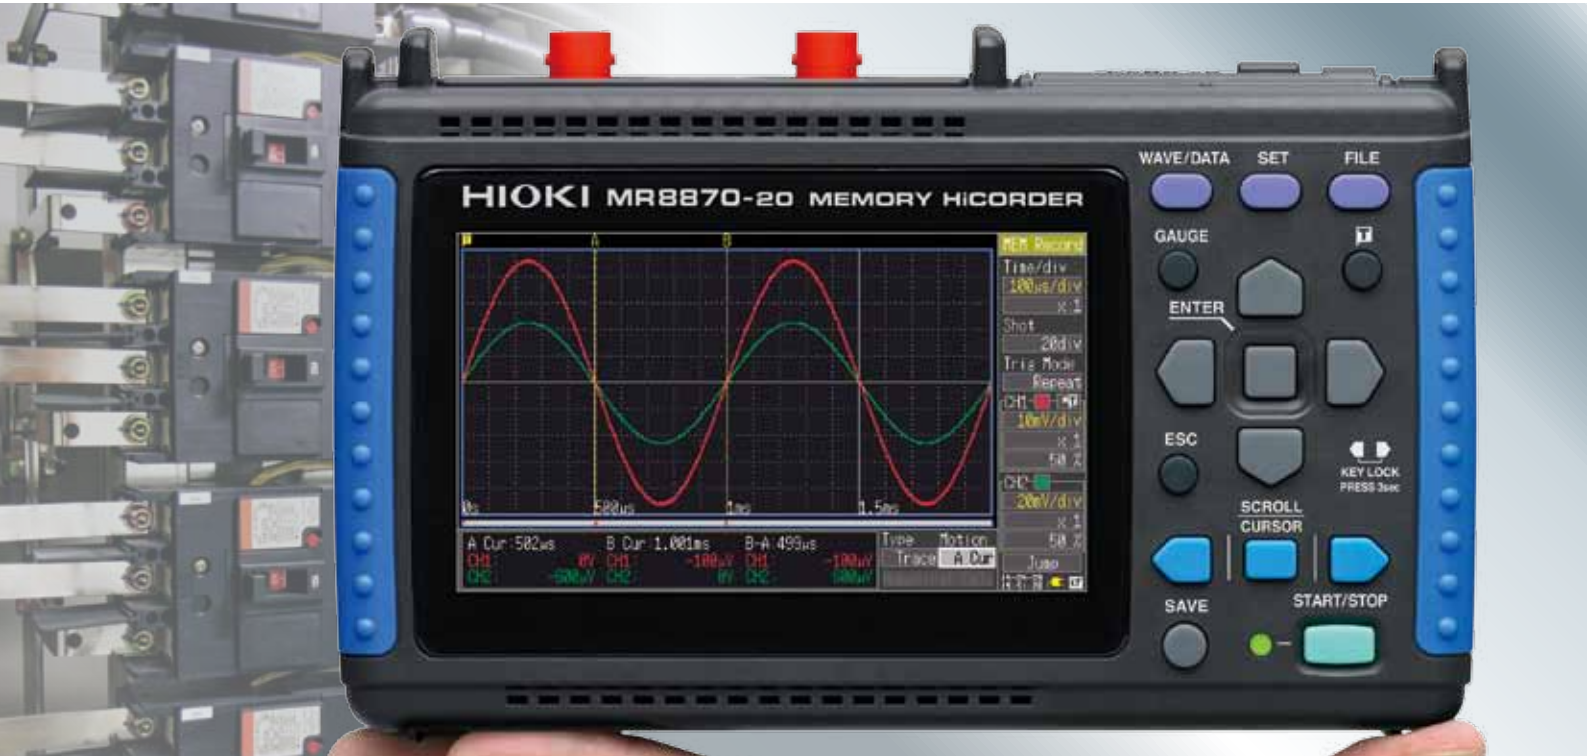 WAVE/DATA SET FILE
HIOKI MR8870-20 MEMORY HiCORDER
GAUGE T
A B MEM Record
Time/div
100µs/div
x 1
ENTER
Shot
20div
Trig Mode
Repeat
CH1
10mV/div
x 1
50 %
ESC
KEY LOCK
PRESS 3sec
CH2
20mV/div
x 1
50 %
0s 500µs 1ms 1.5ms
SCROLL
CURSOR
A Cur:502µs B Cur:1.001ms B-A:499µs Type Motion
CH1: 0V CH1: -100µV CH1: -100µV Trace A Cur
CH2: -600µV CH2: 0V CH2: 600µV
Jump
SAVE START/STOP